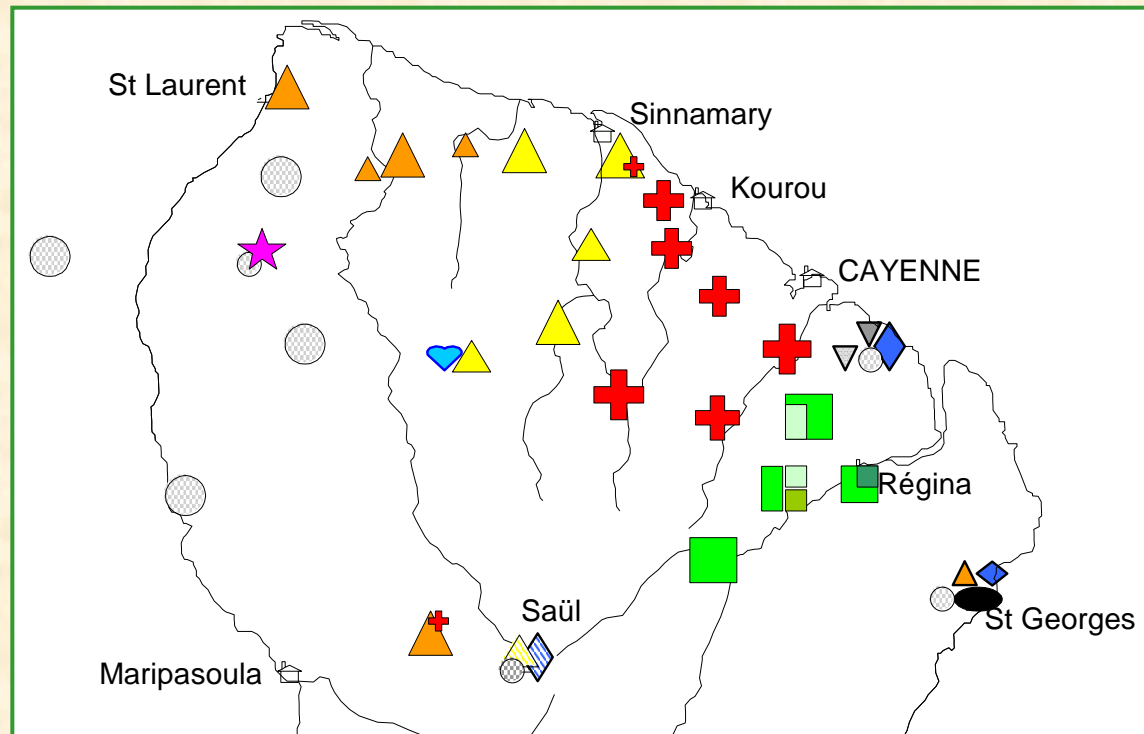 St Laurent
Sinnamary
Kourou
CAYENNE
Régina
Saül
St Georges
Maripasoula